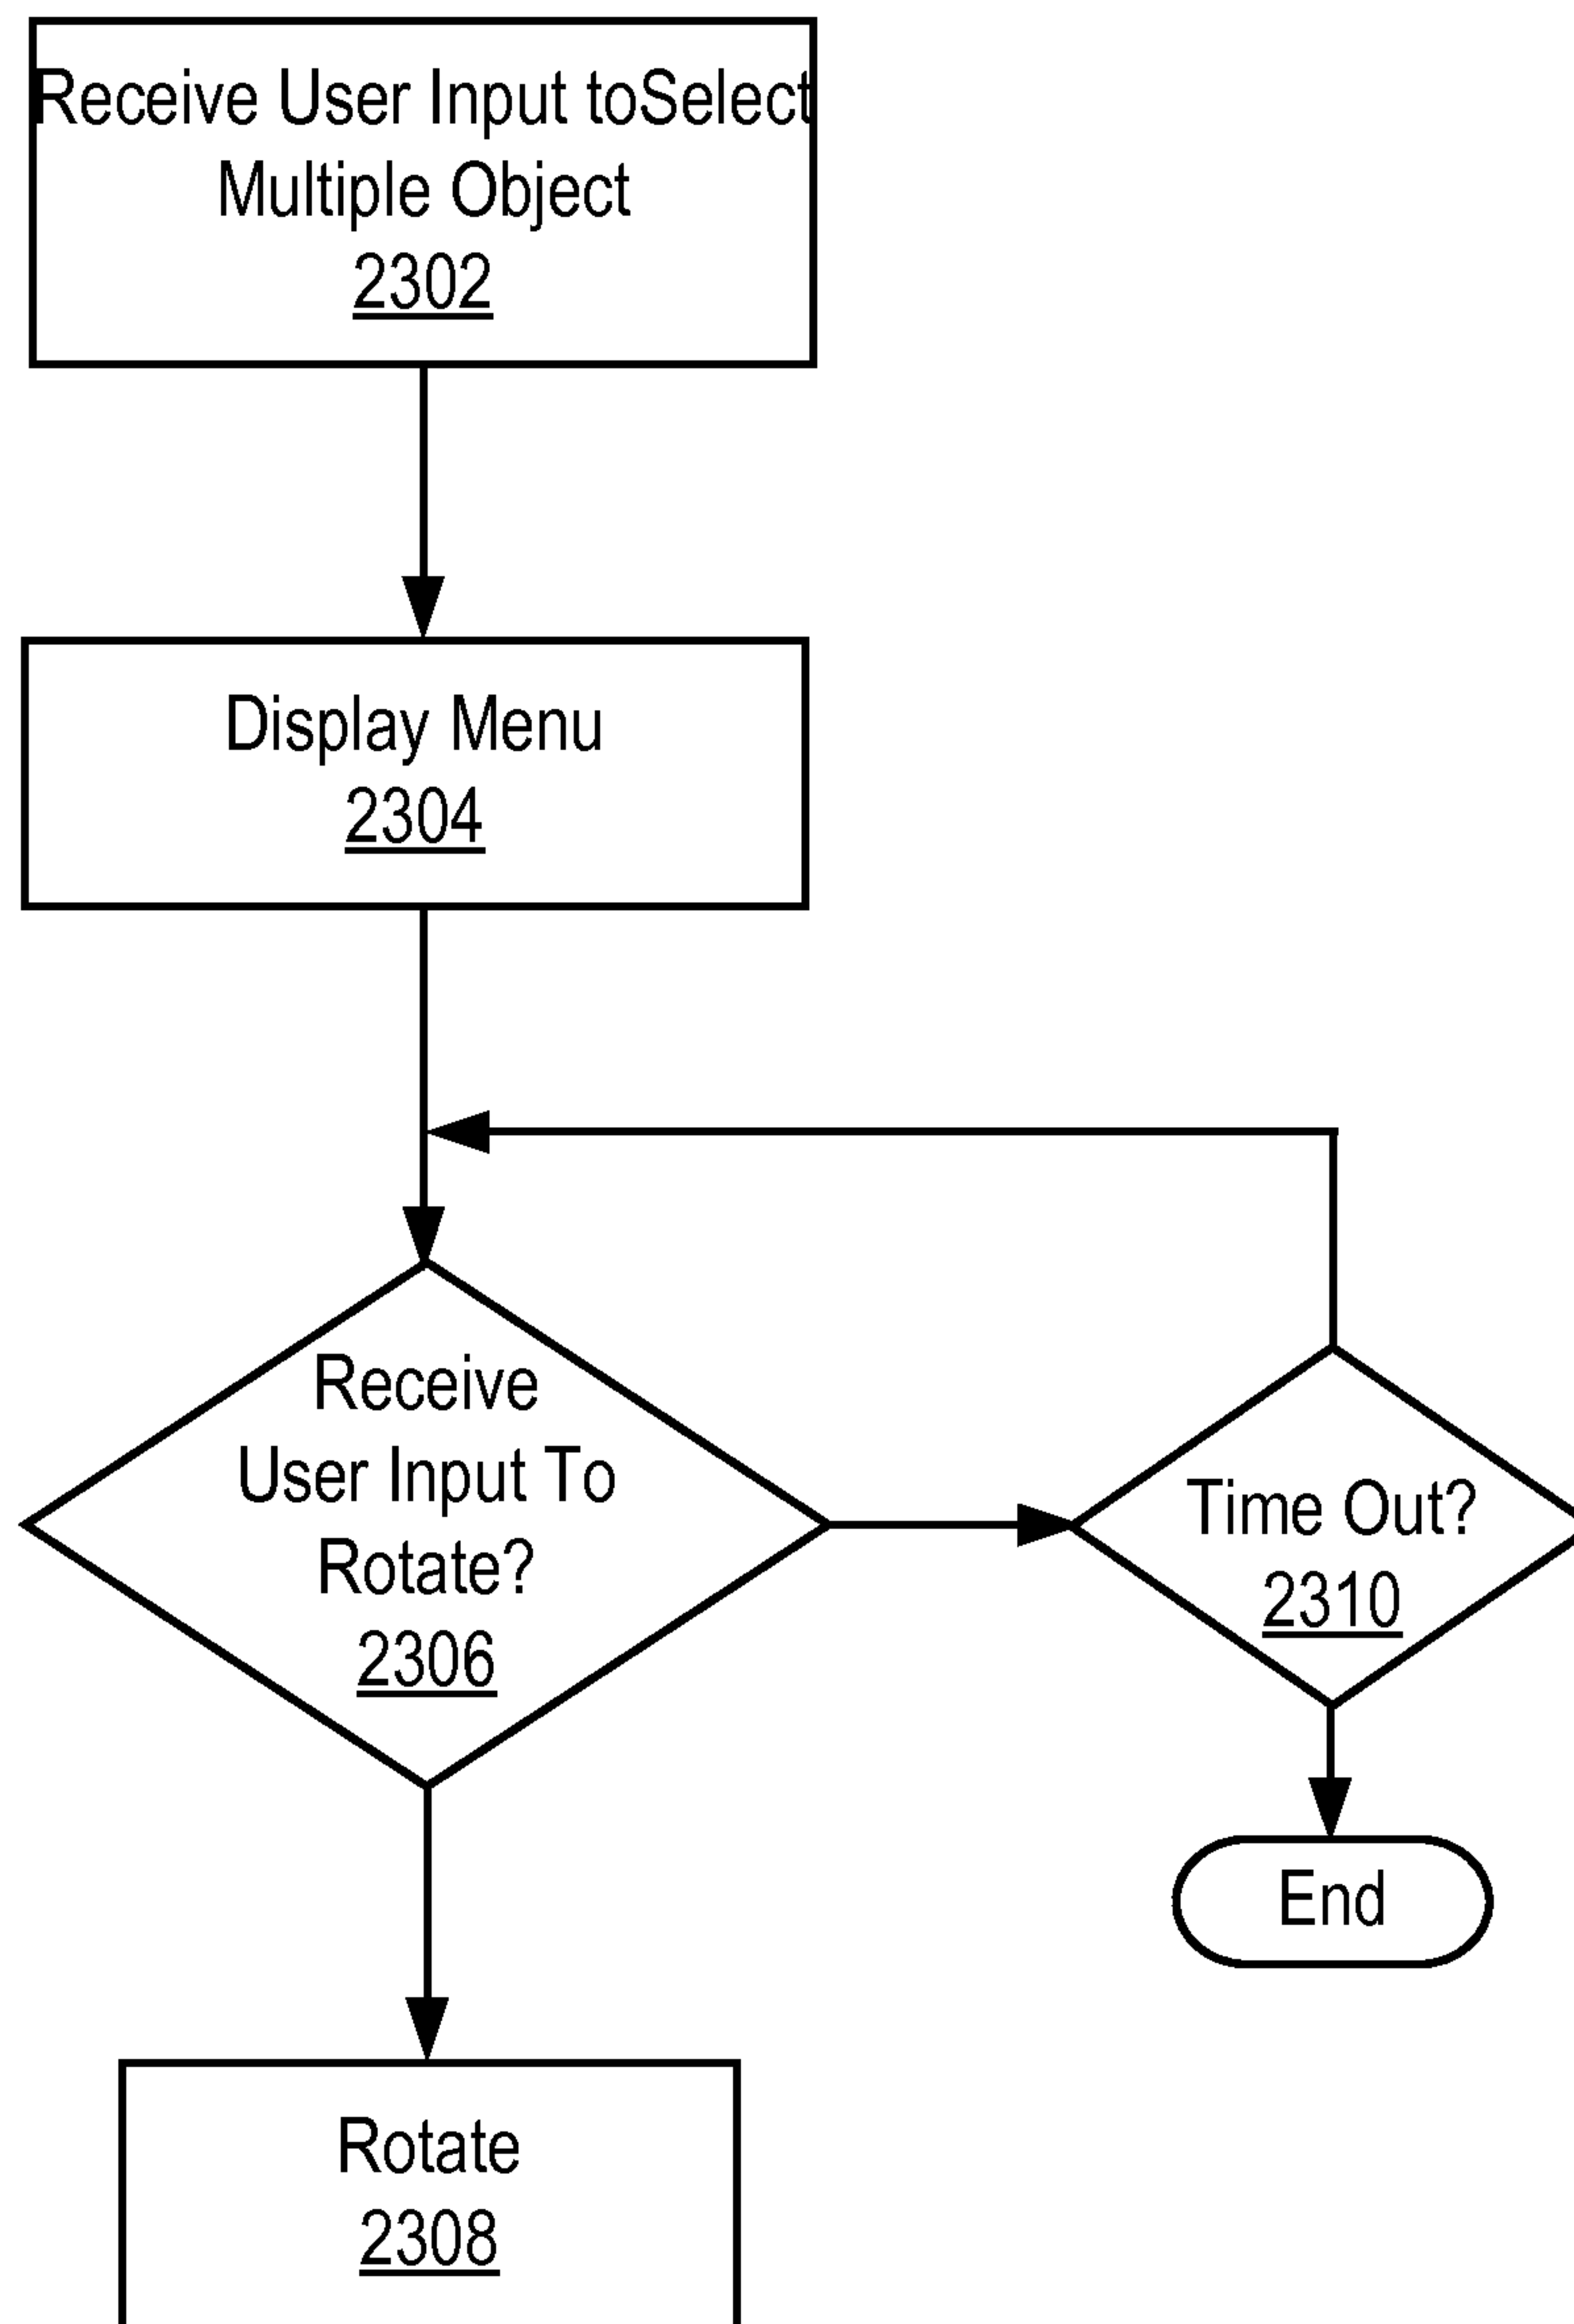 Receive User Input toSelect
Multiple Object
2302
Display Menu
2304
Receive
User Input To
Rotate?
2306
Time Out?
2310
End
Rotate
2308